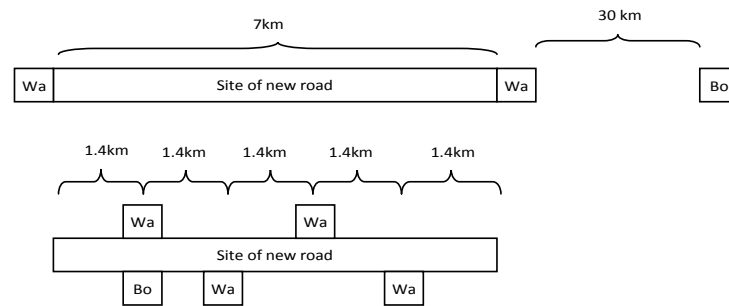 7km
30 km
Wa Site of new road Wa Bo
1.4km 1.4km 1.4km 1.4km 1.4km
Wa Wa
Site of new road
Bo Wa Wa